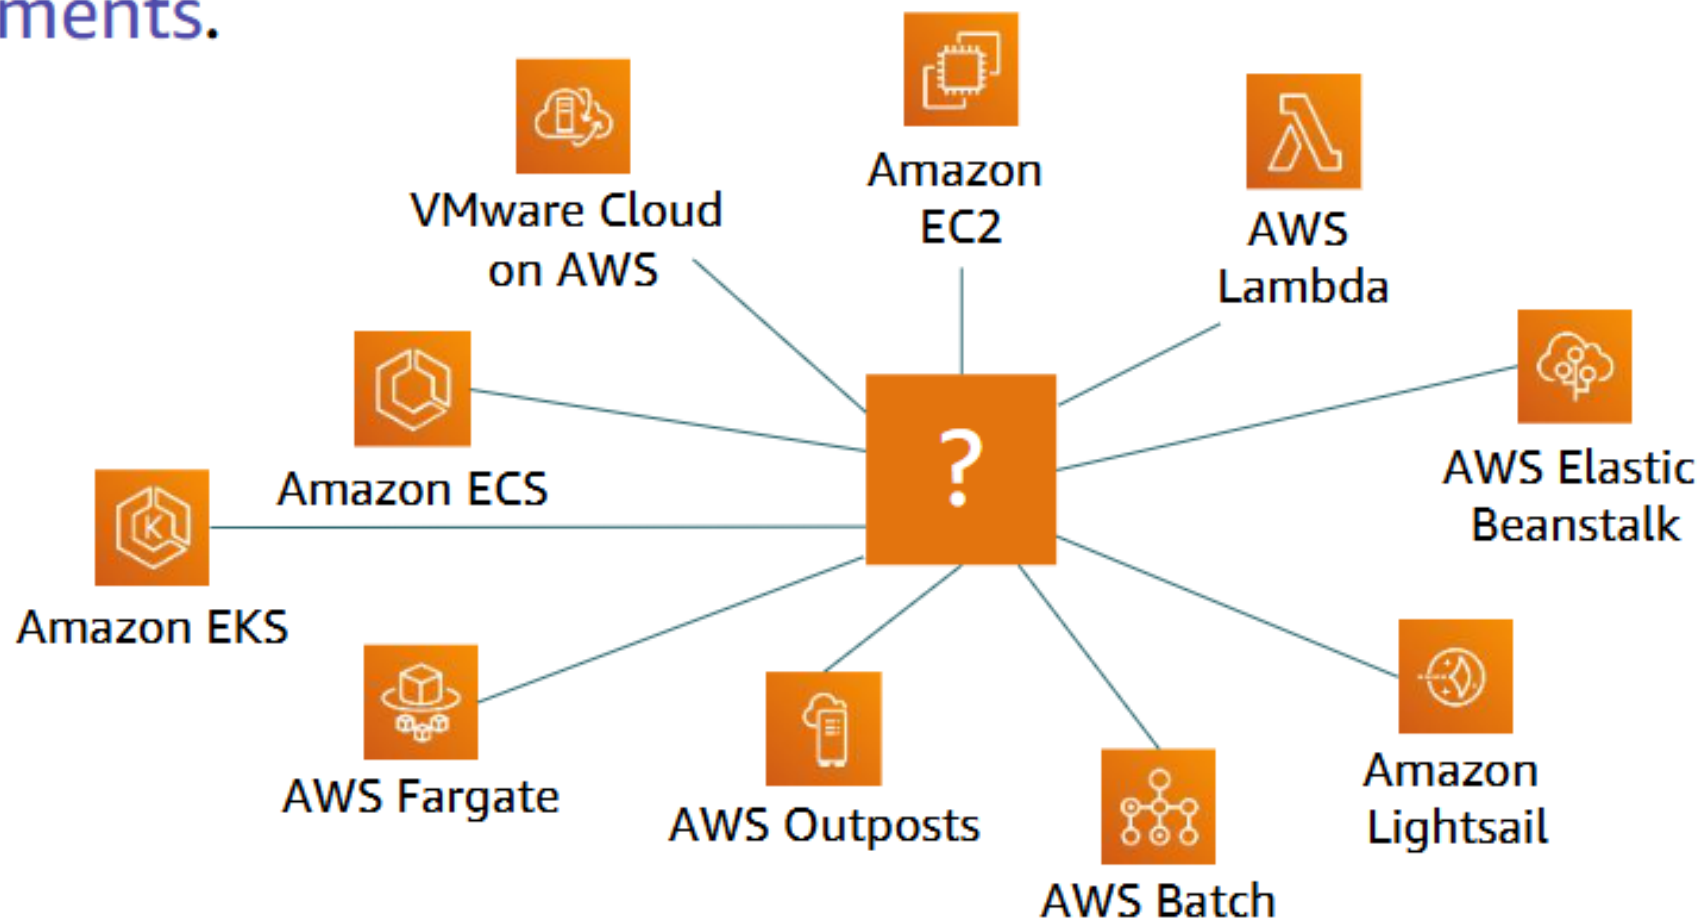 ments.
Amazon
EC2
VMware Cloud
on AWS
AWS
Lambda
Amazon ECS
?
AWS Elastic
Beanstalk
K
Amazon EKS
AWS Fargate
AWS Outposts
Amazon
Lightsail
AWS Batch